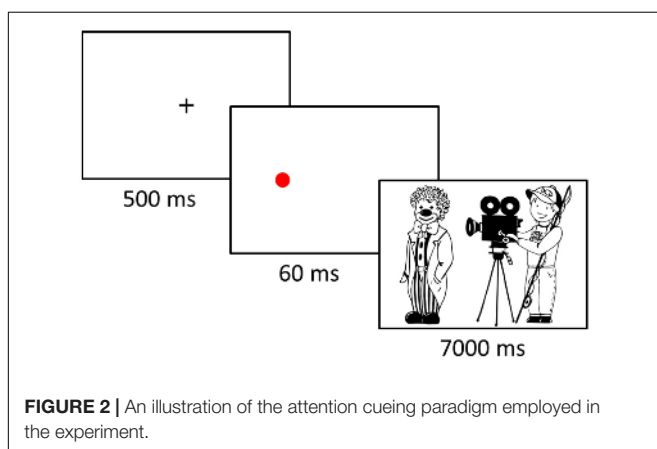 500 ms
60 ms
7000 ms
FIGURE 2 | An illustration of the attention cueing paradigm employed in
the experiment.